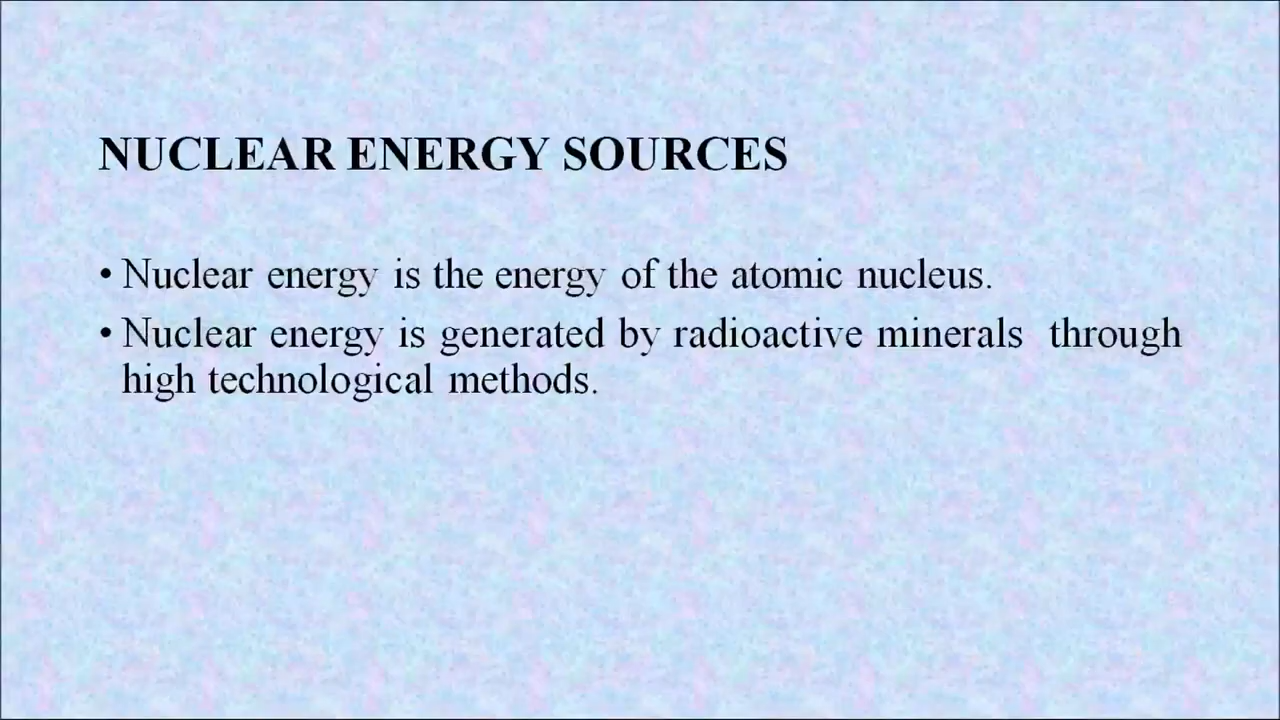 NUCLEAR ENERGY SOURCES
• Nuclear energy is the energy of the atomic nucleus.
• Nuclear energy is generated by radioactive minerals through
high technological methods.